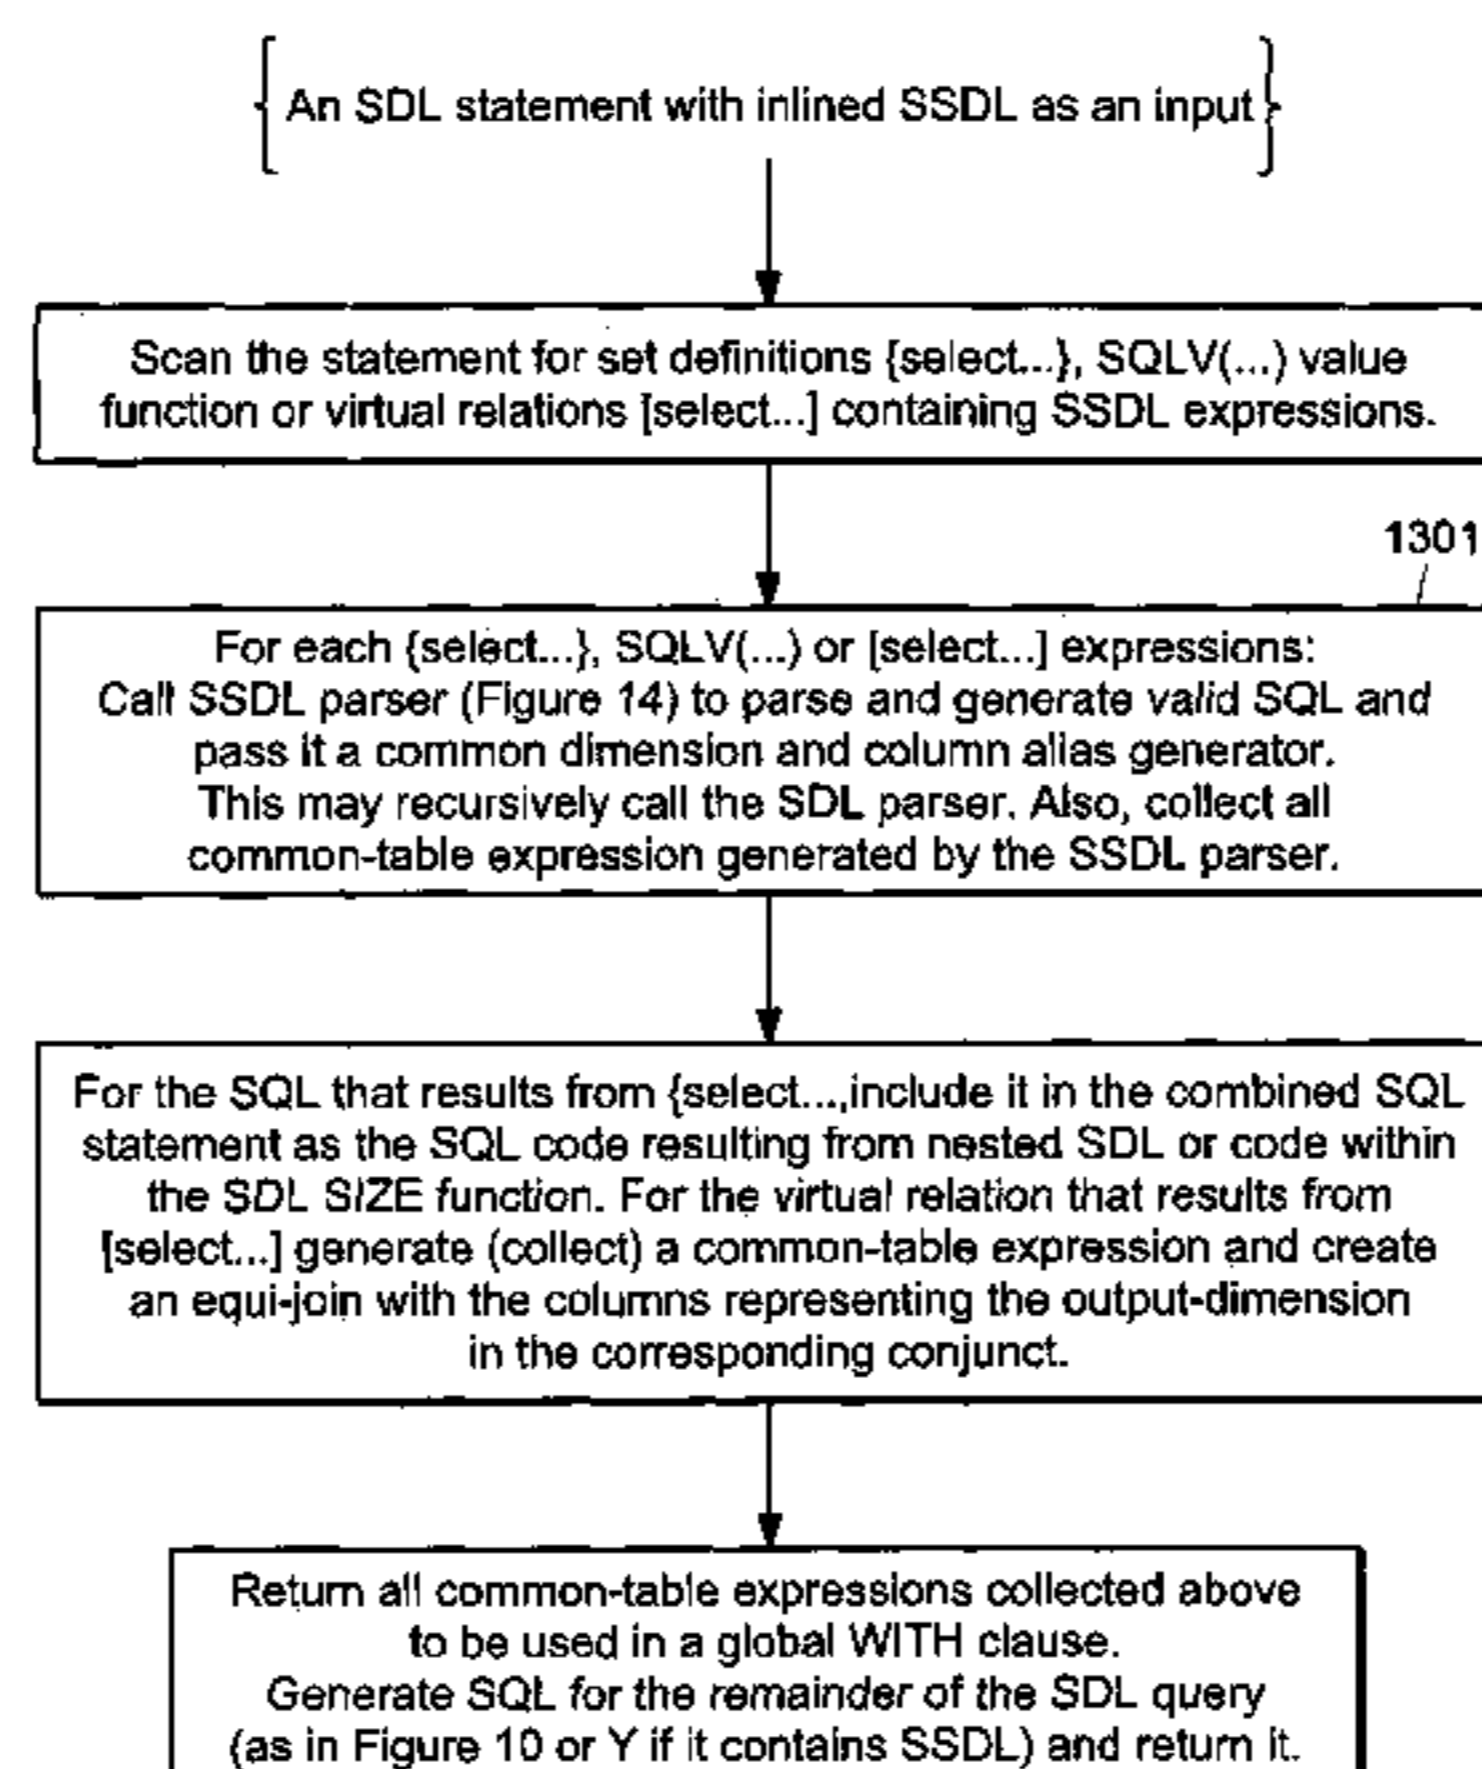 { An SDL statement with inlined SSDL as an input }
Scan the statement for set definitions {select...}, SQLV(...) value
function or virtual relations [select...] containing SSDL expressions.
1301
For each {select...}, SQLV(...) or [select...] expressions:
Call SSDL parser (Figure 14) to parse and generate valid SQL and
pass it a common dimension and column alias generator.
This may recursively call the SDL parser. Also, collect all
common-table expression generated by the SSDL parser.
For the SQL that results from {select...,include it in the combined SQL
statement as the SQL code resulting from nested SDL or code within
the SDL SIZE function. For the virtual relation that results from
[select...] generate (collect) a common-table expression and create
an equi-join with the columns representing the output-dimension
in the corresponding conjunct.
Return all common-table expressions collected above
to be used in a global WITH clause.
Generate SQL for the remainder of the SDL query
(as in Figure 10 or Y if it contains SSDL) and return it.